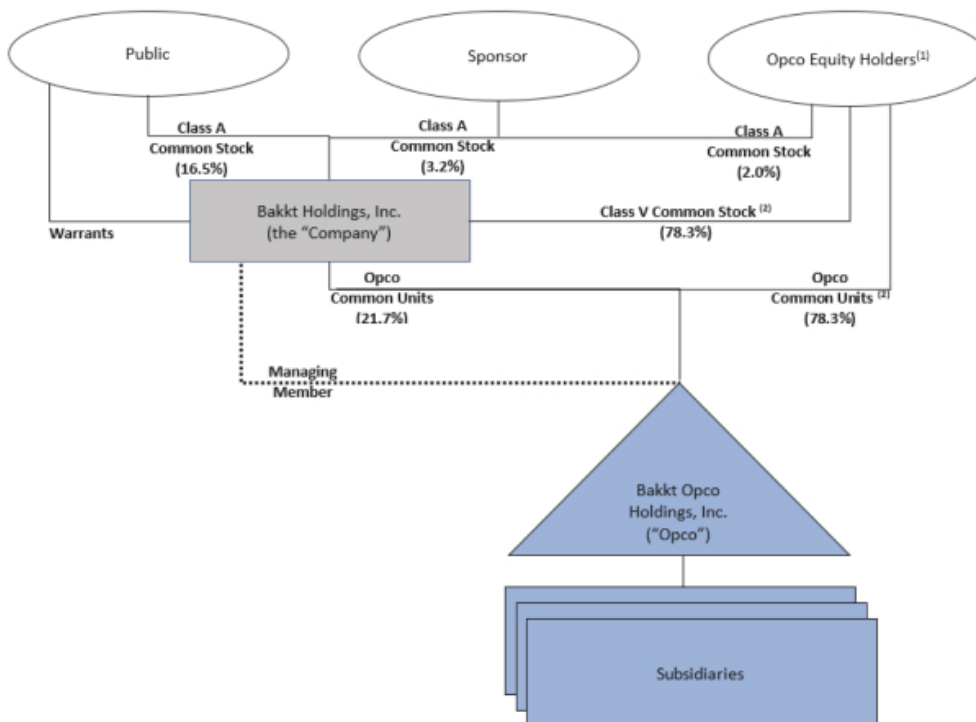 Public
Sponsor
Opco Equity Holders(1)
Class A
Common Stock
(16.5%)
Class A
Common Stock
(3.2%)
Class A
Common Stock
(2.0%)
Bakkt Holdings, Inc.
(the “Company”)
Warrants
Class V Common Stock (2)
(78.3%)
Opco
Common Units
(21.7%)
Opco
Common Units (2)
(78.3%)
Managing
Member
Bakkt Opco
Holdings, Inc.
(“Opco”)
Subsidiaries